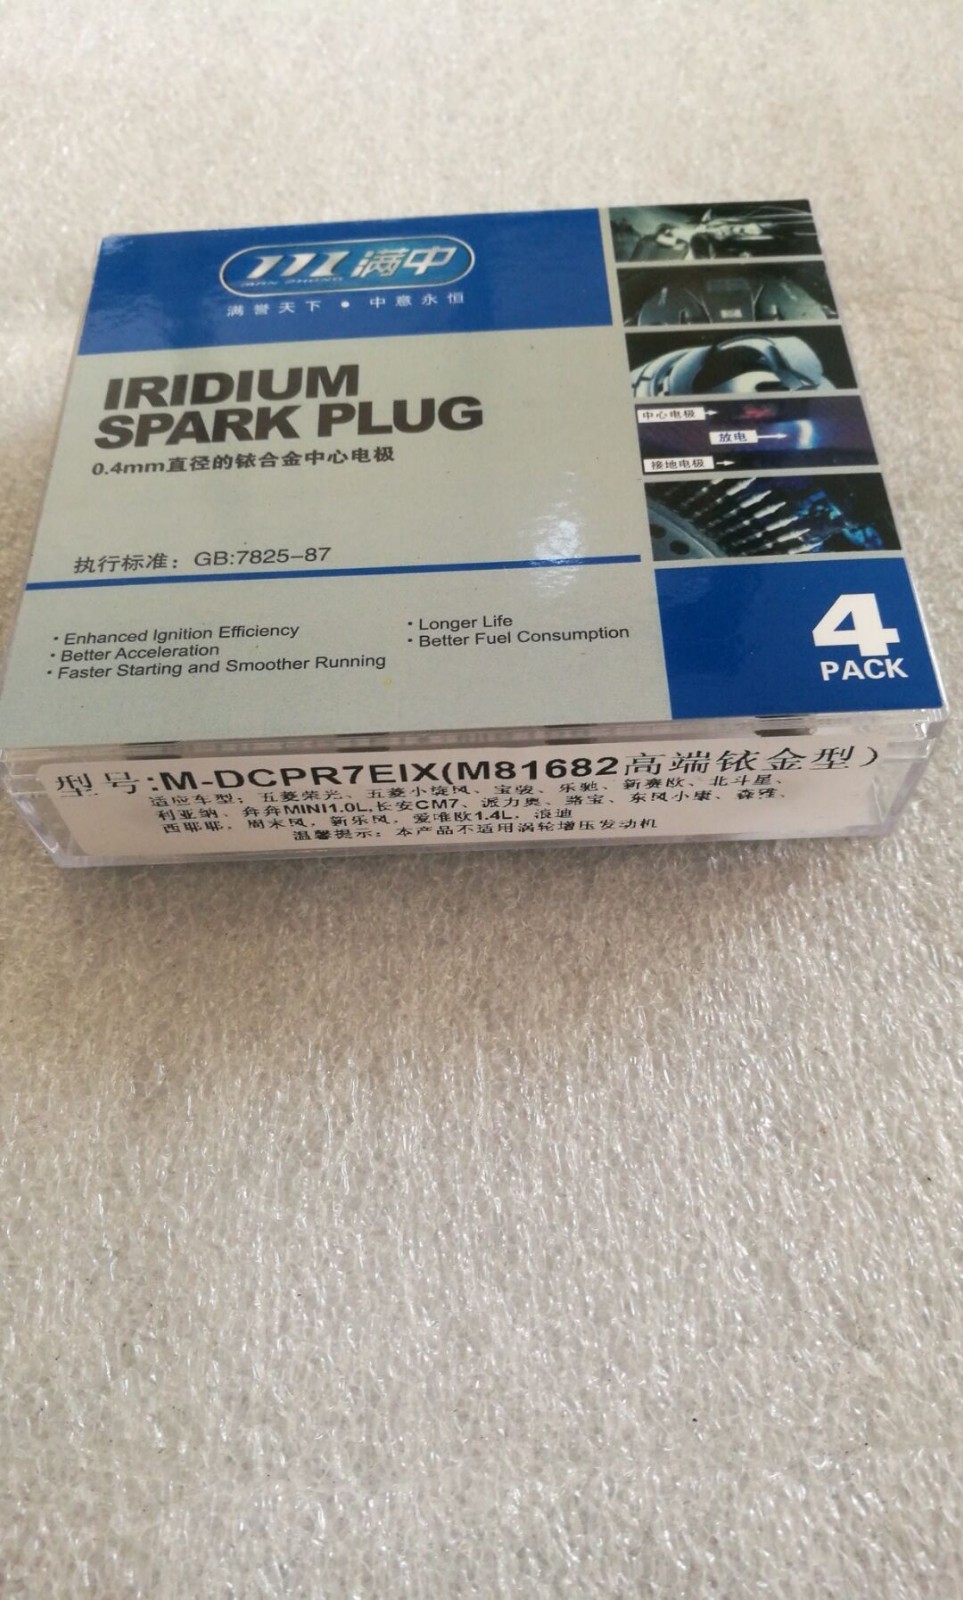 满中
MAN ZHONG
满誉天下 • 中意永恒
IRIDIUM
SPARK PLUG
0.4mm直径的铱合金中心电极
中心电极
放电
接地电极
执行标准：GB:7825-87
· Enhanced Ignition Efficiency
· Better Acceleration
· Faster Starting and Smoother Running
· Longer Life
· Better Fuel Consumption
4
PACK
型号:M-DCPR7EIX(M81682高端铱金型)
适应车型：五菱荣光、五菱小旋风、宝骏、乐驰、新赛欧、北斗星、
利亚纳、奔奔MINI1.0L,长安CM7、派力奥、骆宝、东风小康、森雅、
西耶那，周末风，新乐风，爱唯欧1.4L，浪迪
温馨提示：本产品不适用涡轮增压发动机